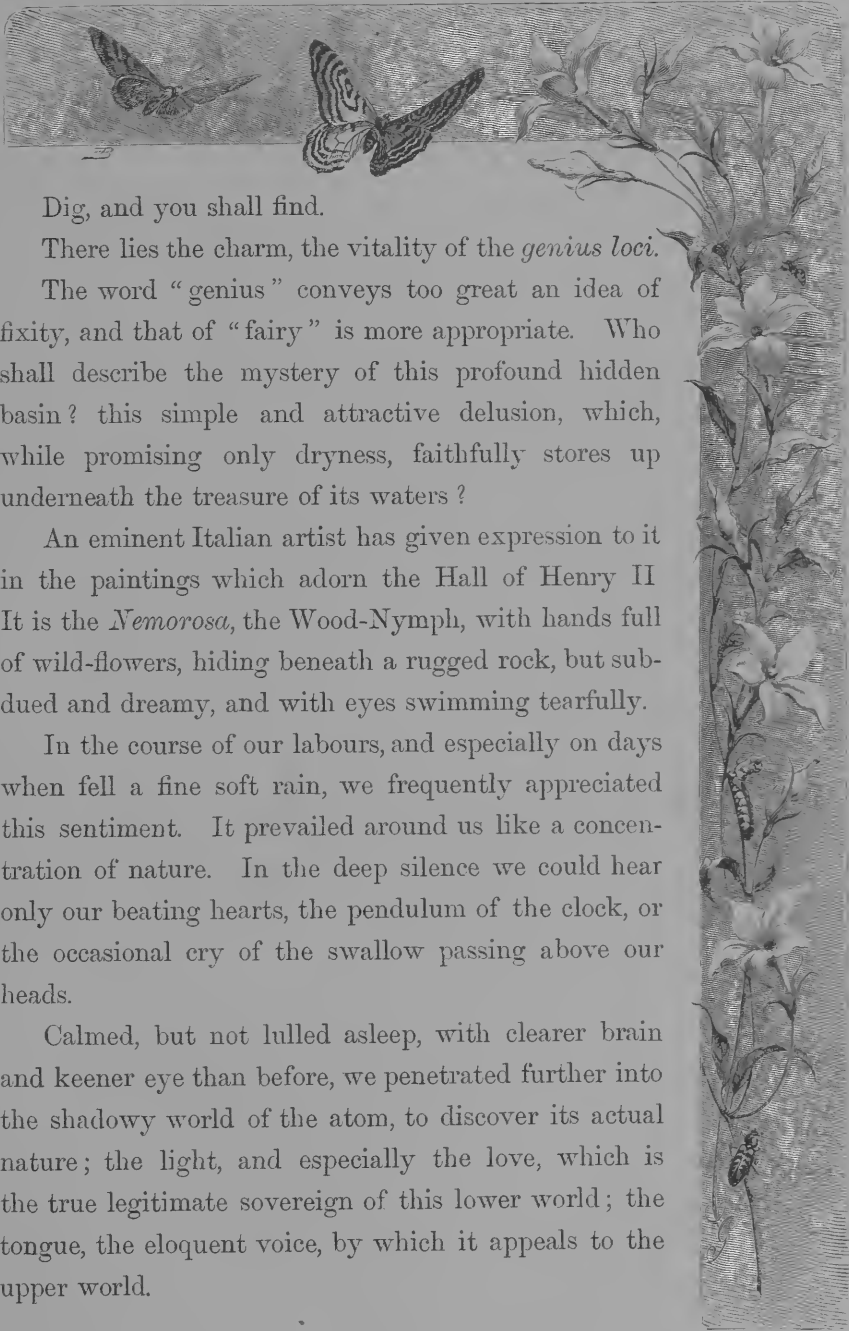 Dig, and you shall find.
There lies the charm, the vitality of the genius loci.
The word “genius” conveys too great an idea of
fixity, and that of “fairy” is more appropriate. Who
shall describe the mystery of this profound hidden
basin? this simple and attractive delusion, which,
while promising only dryness, faithfully stores up
underneath the treasure of its waters?
An eminent Italian artist has given expression to it
in the paintings which adorn the Hall of Henry II
It is the Nemorosa, the Wood-Nymph, with hands full
of wild-flowers, hiding beneath a rugged rock, but sub-
dued and dreamy, and with eyes swimming tearfully.
In the course of our labours, and especially on days
when fell a fine soft rain, we frequently appreciated
this sentiment. It prevailed around us like a concen-
tration of nature. In the deep silence we could hear
only our beating hearts, the pendulum of the clock, or
the occasional cry of the swallow passing above our
heads.
Calmed, but not lulled asleep, with clearer brain
and keener eye than before, we penetrated further into
the shadowy world of the atom, to discover its actual
nature; the light, and especially the love, which is
the true legitimate sovereign of this lower world; the
tongue, the eloquent voice, by which it appeals to the
upper world.